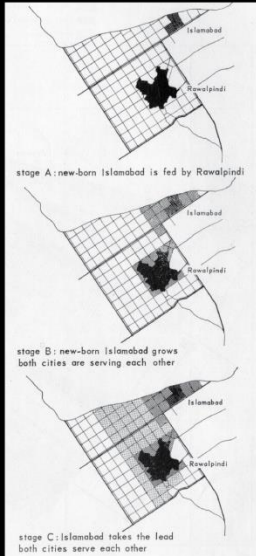 Islamabad
Rawalpindi
stage A: new-born Islamabad is fed by Rawalpindi
Islamabad
Rawalpindi
stage B: new-born Islamabad grows
both cities are serving each other
Islamabad
Rawalpindi
stage C: Islamabad takes the lead
both cities serve each other